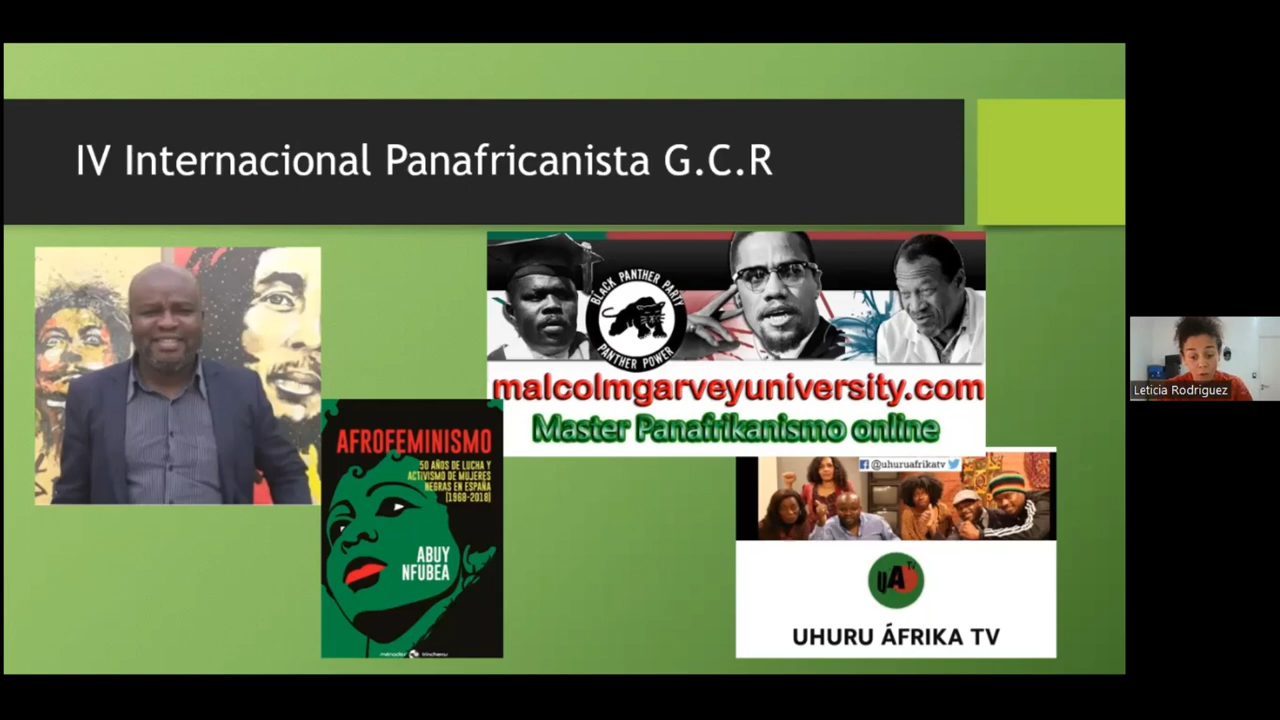 IV Internacional Panafricanista G.C.R
BLACK PANTHER PARTY
PANTHER POWER
malcolmgarveyuniversity.com
Master Panafrikanismo online
AFROFEMINISMO
50 AÑOS DE LUCHA Y
ACTIVISMO DE MUJERES
NEGRAS EN ESPAÑA
(1968-2018)
ABUY
NFUBEA
@uhuruafrikatv
UA TV
UHURU ÁFRIKA TV
Leticia Rodriguez